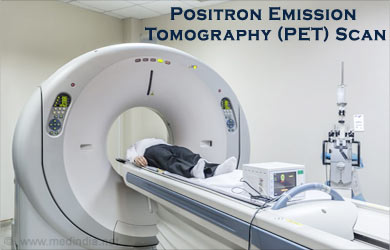 Positron Emission
Tomography (PET) Scan
© www.medindia.net